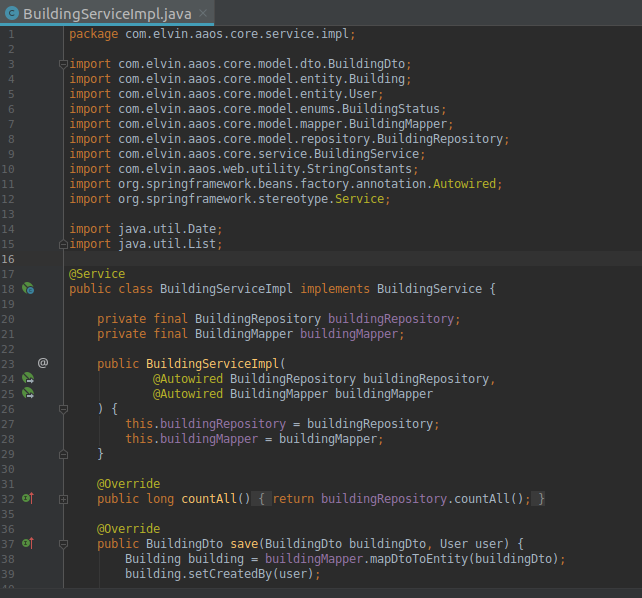 BuildingServiceImpl.java
1 package com.elvin.aaos.core.service.impl;
2
3 import com.elvin.aaos.core.model.dto.BuildingDto;
4 import com.elvin.aaos.core.model.entity.Building;
5 import com.elvin.aaos.core.model.entity.User;
6 import com.elvin.aaos.core.model.enums.BuildingStatus;
7 import com.elvin.aaos.core.model.mapper.BuildingMapper;
8 import com.elvin.aaos.core.model.repository.BuildingRepository;
9 import com.elvin.aaos.core.service.BuildingService;
10 import com.elvin.aaos.web.utility.StringConstants;
11 import org.springframework.beans.factory.annotation.Autowired;
12 import org.springframework.stereotype.Service;
13
14 import java.util.Date;
15 import java.util.List;
16
17 @Service
18 public class BuildingServiceImpl implements BuildingService {
19
20 private final BuildingRepository buildingRepository;
21 private final BuildingMapper buildingMapper;
22
23 @ public BuildingServiceImpl(
24 @Autowired BuildingRepository buildingRepository,
25 @Autowired BuildingMapper buildingMapper
26 ) {
27 this.buildingRepository = buildingRepository;
28 this.buildingMapper = buildingMapper;
29 }
30
31 @Override
32 public long countAll() { return buildingRepository.countAll(); }
35
36 @Override
37 public BuildingDto save(BuildingDto buildingDto, User user) {
38 Building building = buildingMapper.mapDtoToEntity(buildingDto);
39 building.setCreatedBy(user);